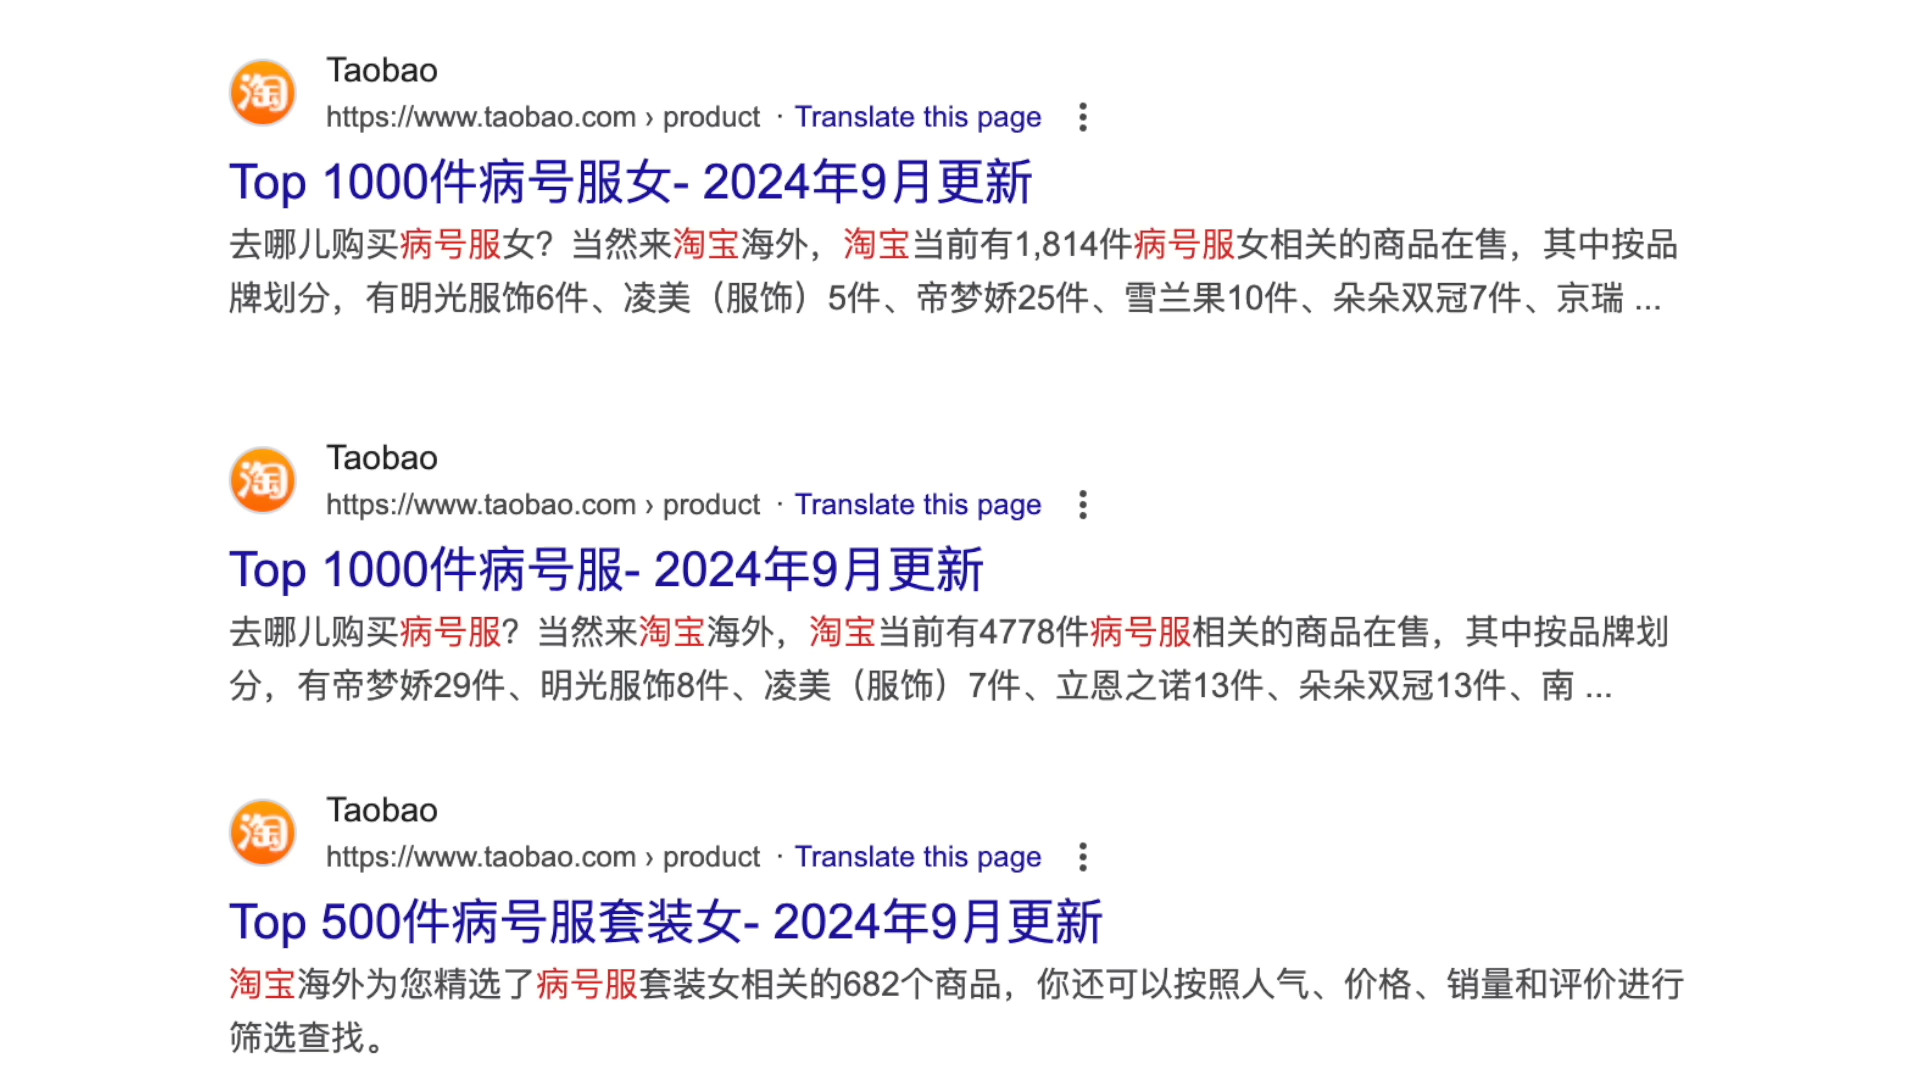 淘
Taobao
https://www.taobao.com › product · Translate this page
Top 1000件病号服女- 2024年9月更新
去哪儿购买病号服女？当然来淘宝海外，淘宝当前有1,814件病号服女相关的商品在售，其中按品
牌划分，有明光服饰6件、凌美（服饰）5件、帝梦娇25件、雪兰果10件、朵朵双冠7件、京瑞 ...
淘
Taobao
https://www.taobao.com › product · Translate this page
Top 1000件病号服- 2024年9月更新
去哪儿购买病号服？当然来淘宝海外，淘宝当前有4778件病号服相关的商品在售，其中按品牌划
分，有帝梦娇29件、明光服饰8件、凌美（服饰）7件、立恩之诺13件、朵朵双冠13件、南 ...
淘
Taobao
https://www.taobao.com › product · Translate this page
Top 500件病号服套装女- 2024年9月更新
淘宝海外为您精选了病号服套装女相关的682个商品，你还可以按照人气、价格、销量和评价进行
筛选查找。